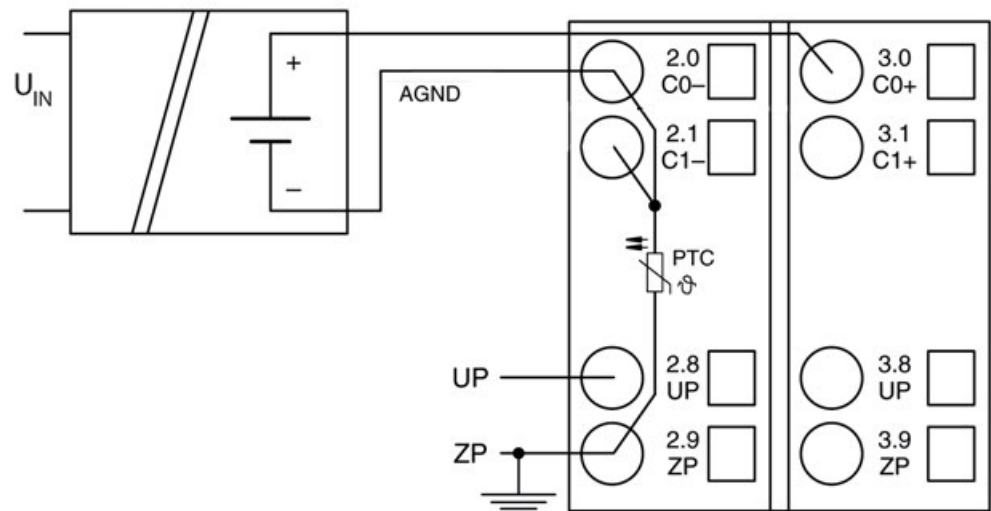 U_IN
+
–
AGND
2.0
C0–
2.1
C1–
PTC
ϑ
UP
2.8
UP
ZP
2.9
ZP
3.0
C0+
3.1
C1+
3.8
UP
3.9
ZP